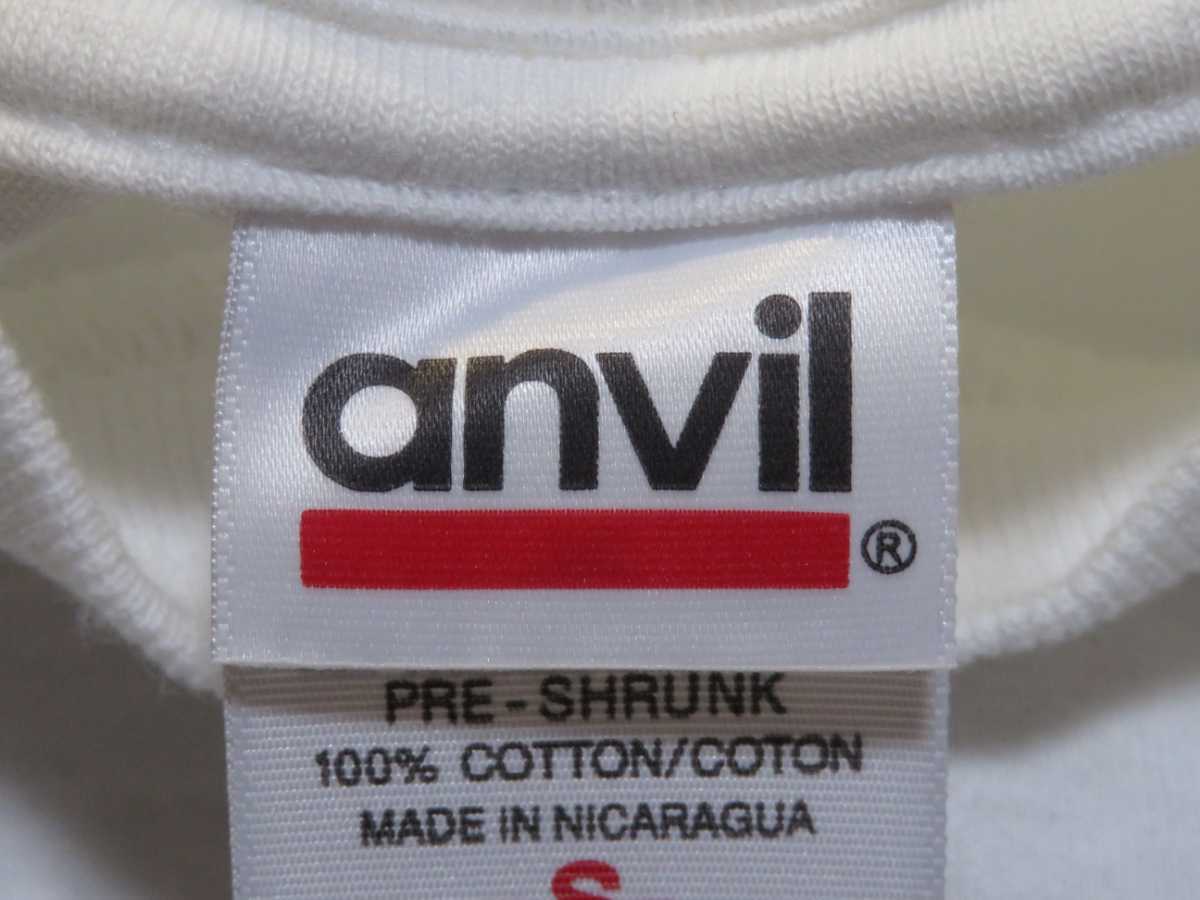 anvil
®
PRE-SHRUNK
100% COTTON/COTON
MADE IN NICARAGUA
S